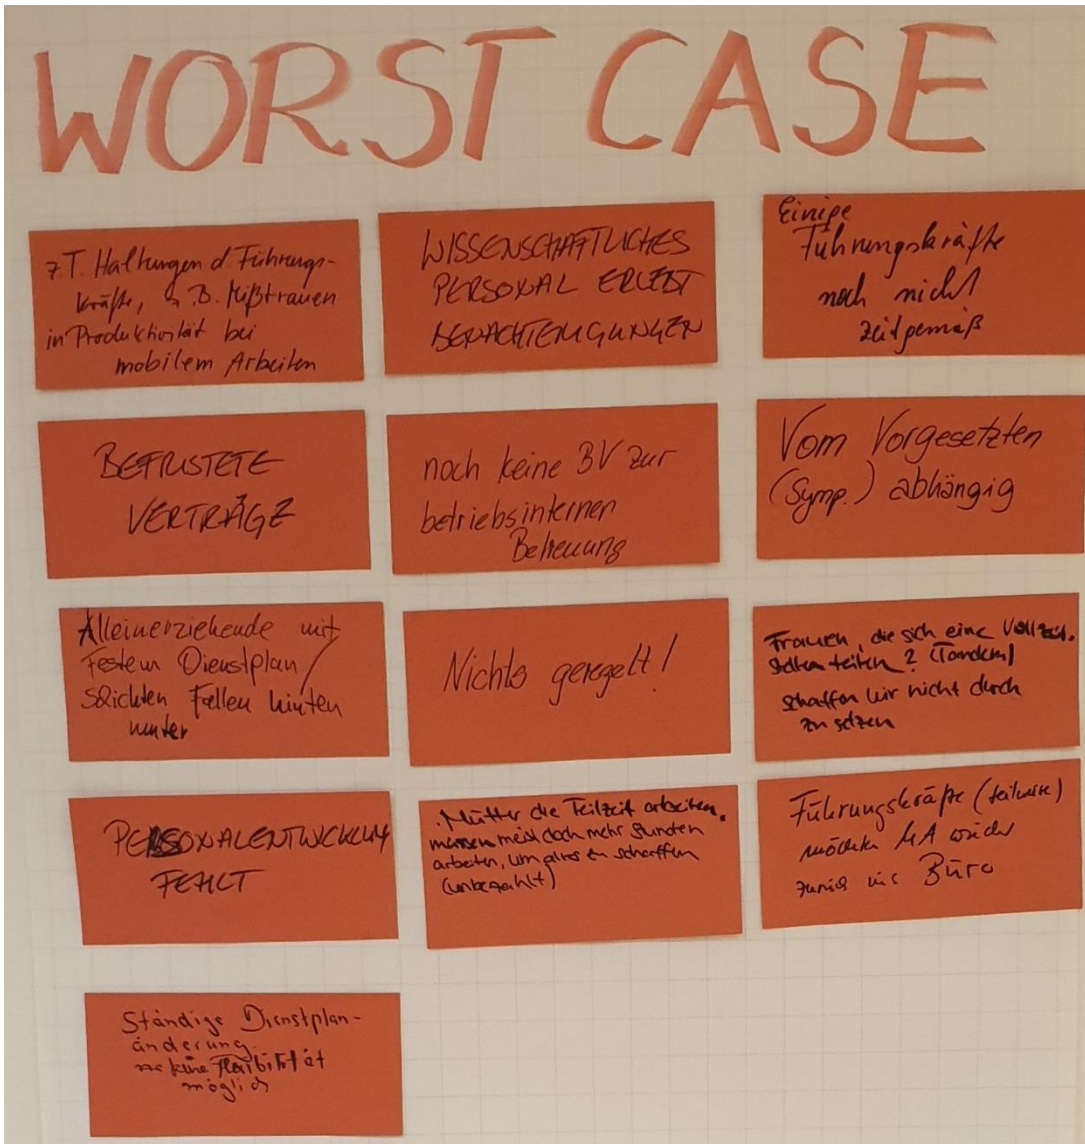 WORST CASE
z.T. Haltungen d. Führungs-
kräfte, z.B. Mißtrauen
in Produktivität bei
mobilem Arbeiten
WISSENSCHAFTLICHES
PERSONAL ERLEBT
BENACHTEILIGUNGEN
Einige
Führungskräfte
noch nicht
zeitgemäß
BEFRISTETE
VERTRÄGE
noch keine BV zur
betriebsinternen
Betreuung
Vom Vorgesetzten
(Symp.) abhängig
Alleinerziehende mit
Festem Dienstplan/
Schichten Fallen hinten
runter
Nichts geregelt!
Frauen, die sich eine Vollzeit.
stellen teilen? (Tandem)
schaffen wir nicht durch
zu setzen
PERSONALENTWICKLUNG
FEHLT
. Mütter die Teilzeit arbeiten,
müssen meist doch mehr Stunden
arbeiten, um alles zu schaffen
(unbezahlt)
Führungskräfte (teilweise)
möchten MA wieder
zurück ins Büro
Ständige Dienstplan-
änderung
keine Flexibilität
möglich